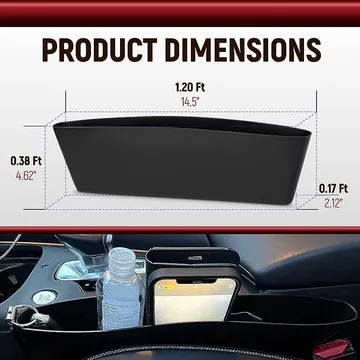 PRODUCT DIMENSIONS
1.20 Ft
14.5"
0.38 Ft
4.62"
0.17 Ft
2.12"